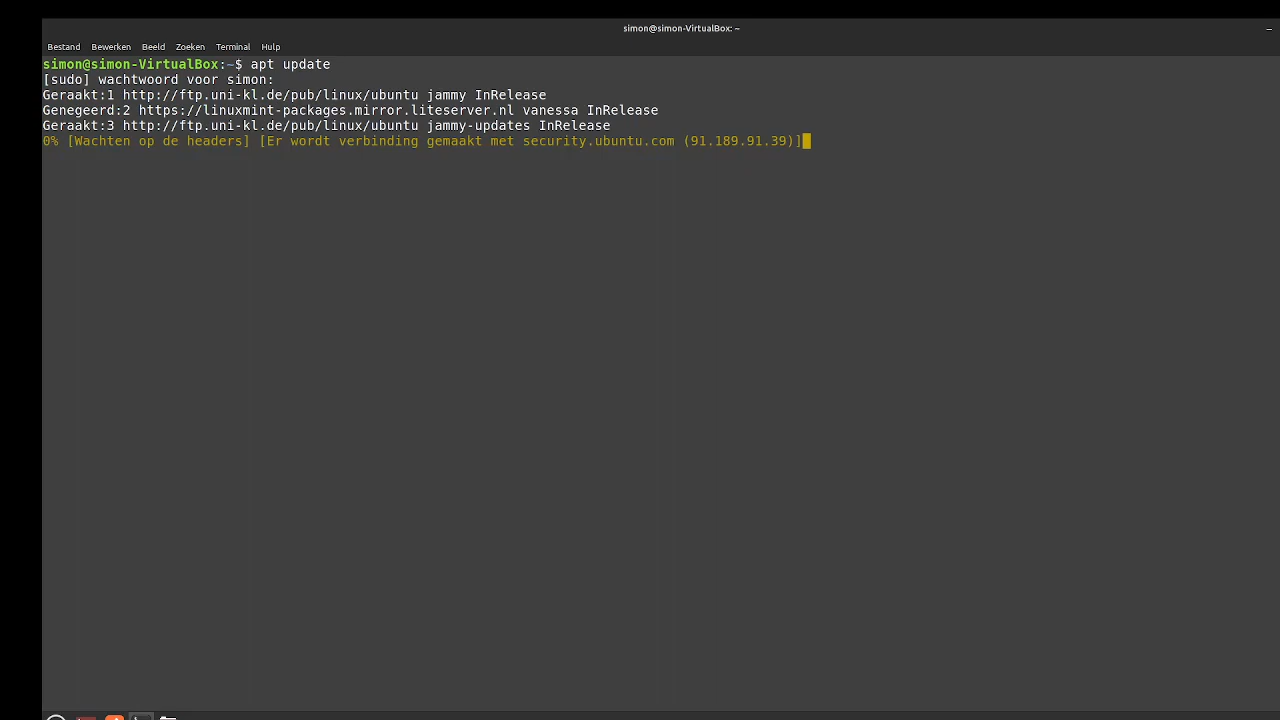 simon@simon-VirtualBox: ~
Bestand Bewerken Beeld Zoeken Terminal Hulp
simon@simon-VirtualBox:~$ apt update
[sudo] wachtwoord voor simon:
Geraakt:1 http://ftp.uni-kl.de/pub/linux/ubuntu jammy InRelease
Genegeerd:2 https://linuxmint-packages.mirror.liteserver.nl vanessa InRelease
Geraakt:3 http://ftp.uni-kl.de/pub/linux/ubuntu jammy-updates InRelease
0% [Wachten op de headers] [Er wordt verbinding gemaakt met security.ubuntu.com (91.189.91.39)]